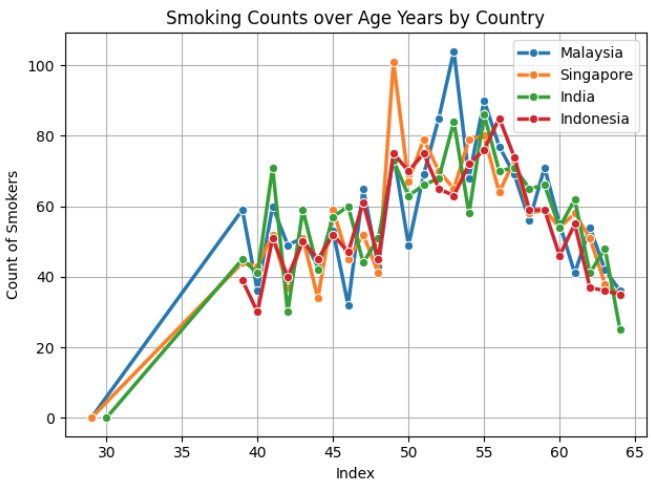 Smoking Counts over Age Years by Country
Malaysia
Singapore
India
Indonesia
Count of Smokers
100
80
60
40
20
0
30 35 40 45 50 55 60 65
Index